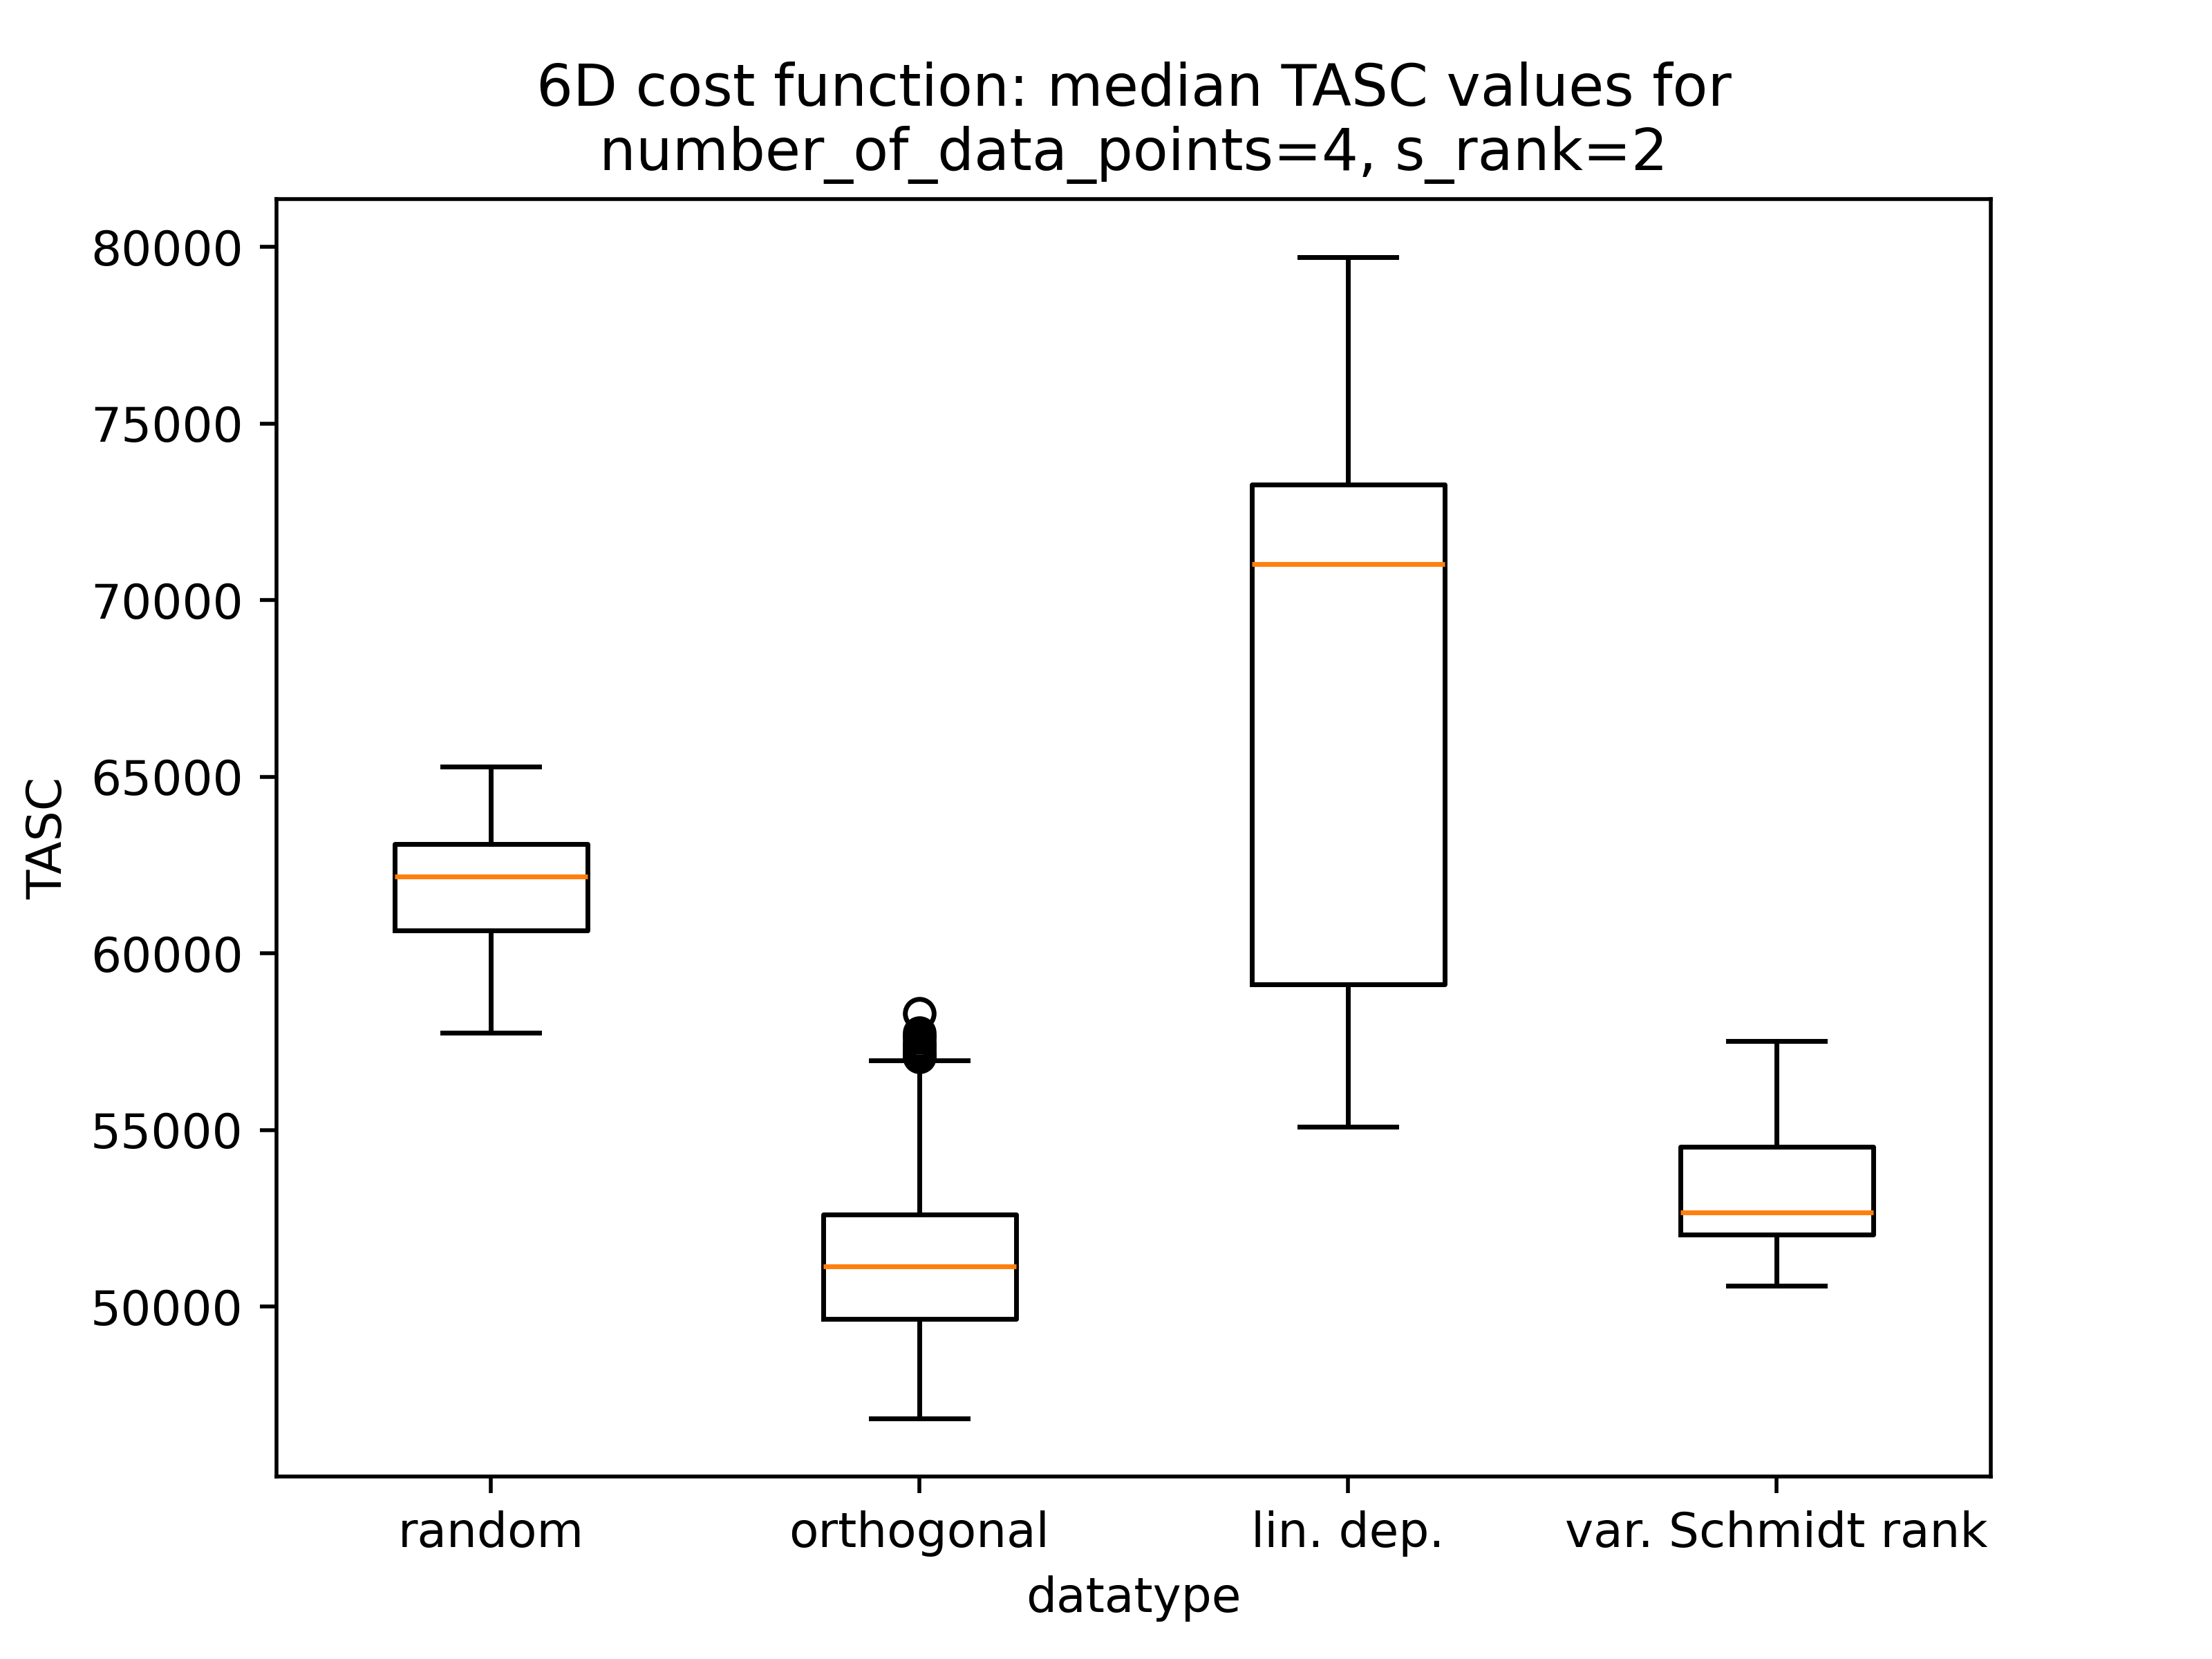 6D cost function: median TASC values for
number_of_data_points=4, s_rank=2
80000
75000
70000
65000
60000
55000
50000
TASC
random
orthogonal
lin. dep.
var. Schmidt rank
datatype